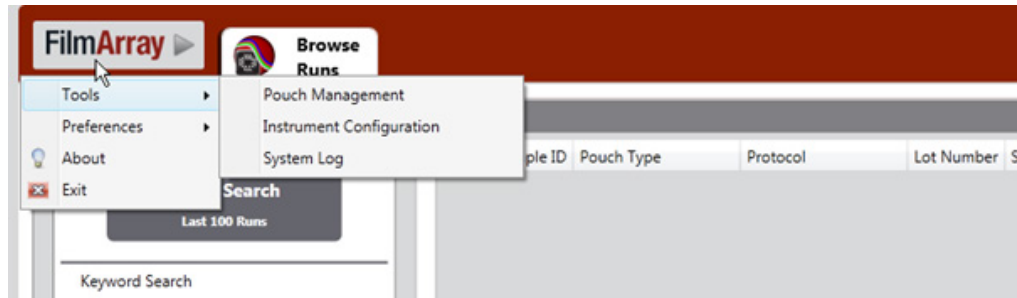 FilmArray
Browse
Runs
Tools
Pouch Management
Preferences
Instrument Configuration
About
System Log
Exit
ple ID Pouch Type Protocol Lot Number S
Search
Last 100 Runs
Keyword Search